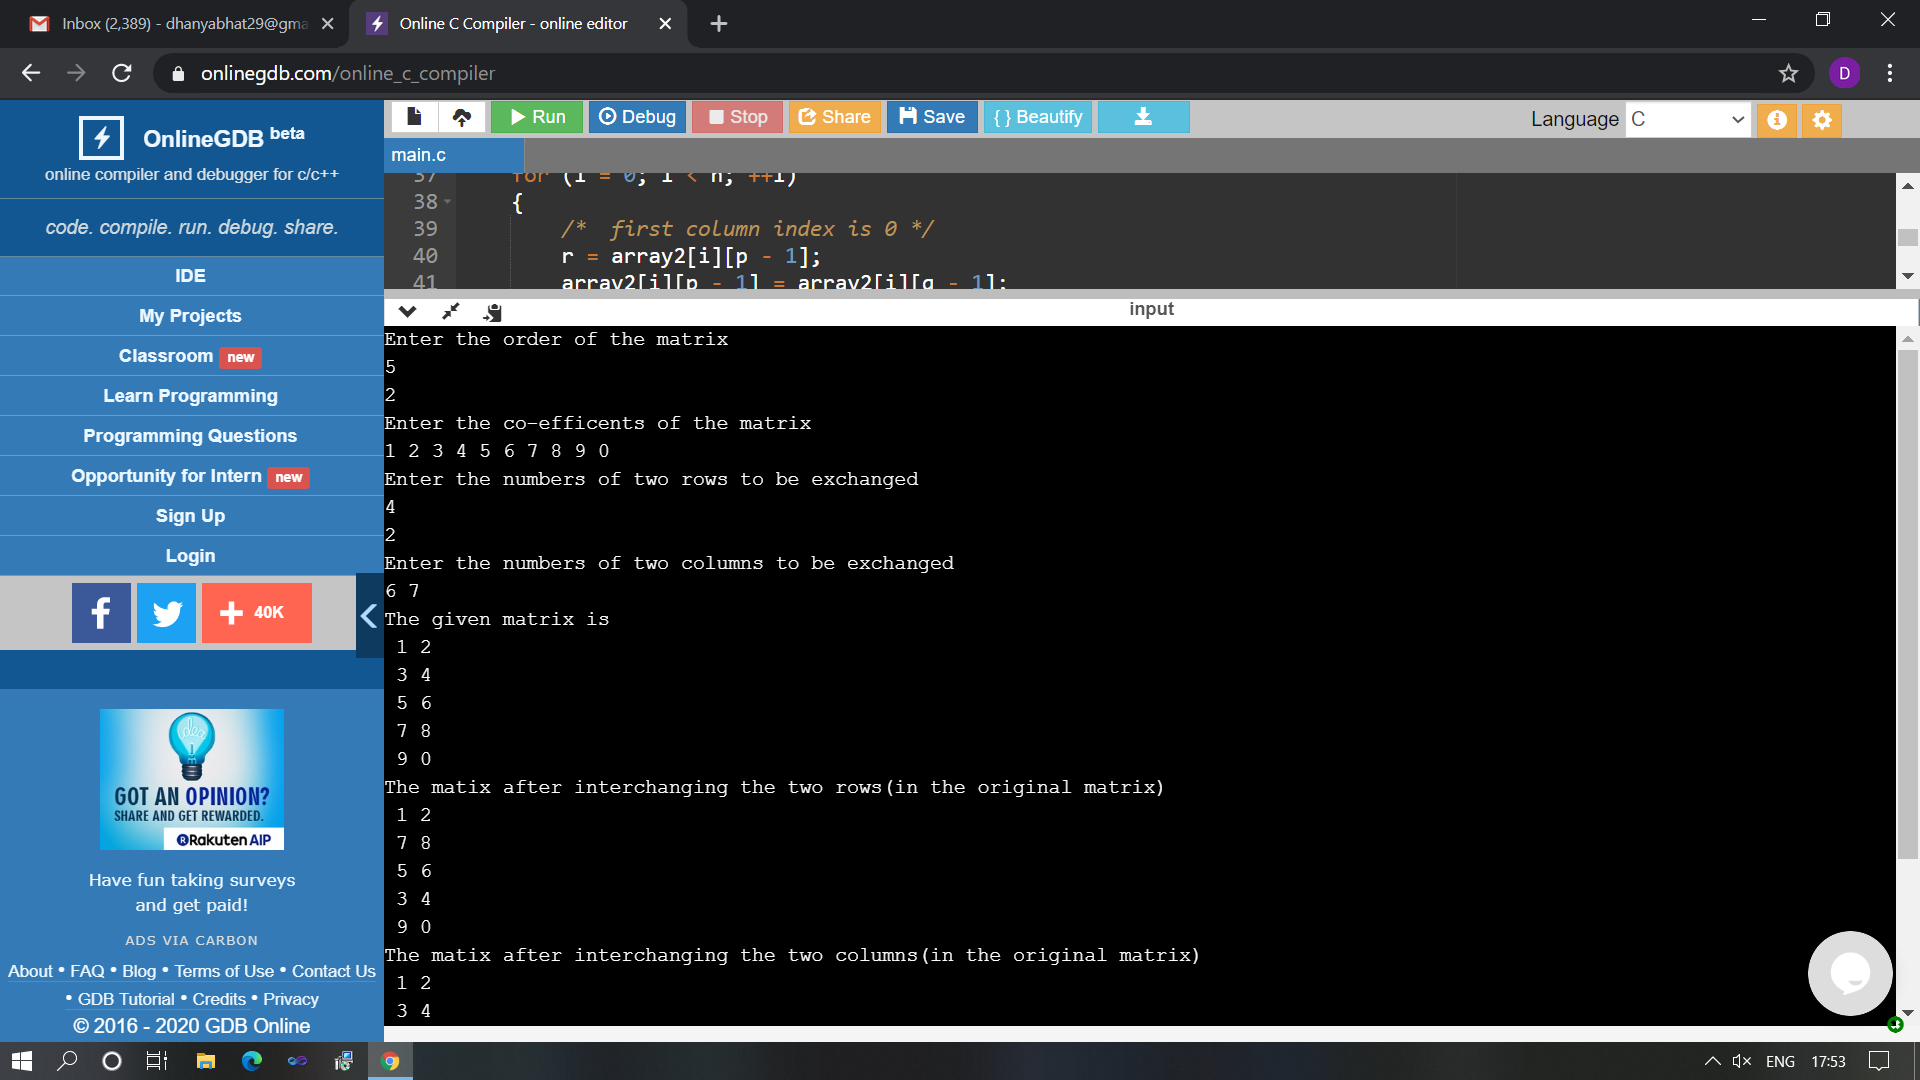 Inbox (2,389) - dhanyabhat29@gma
Online C Compiler - online editor
onlinegdb.com/online_c_compiler
D
OnlineGDB beta
online compiler and debugger for c/c++
code. compile. run. debug. share.
IDE
My Projects
Classroom new
Learn Programming
Programming Questions
Opportunity for Intern new
Sign Up
Login
f
40K
idea
GOT AN OPINION?
SHARE AND GET REWARDED.
Rakuten AIP
Have fun taking surveys
and get paid!
ADS VIA CARBON
About • FAQ • Blog • Terms of Use • Contact Us
• GDB Tutorial • Credits • Privacy
© 2016 - 2020 GDB Online
Run Debug Stop Share Save { } Beautify
Language C
main.c
37 for (i = 0; i < n; ++i)
38 {
39 /*  first column index is 0 */
40 r = array2[i][p - 1];
41 array2[i][p - 1] = array2[i][q - 1];
input
Enter the order of the matrix
5
2
Enter the co-efficents of the matrix
1 2 3 4 5 6 7 8 9 0
Enter the numbers of two rows to be exchanged
4
2
Enter the numbers of two columns to be exchanged
6 7
The given matrix is
1 2
3 4
5 6
7 8
9 0
The matix after interchanging the two rows(in the original matrix)
1 2
7 8
5 6
3 4
9 0
The matix after interchanging the two columns(in the original matrix)
1 2
3 4
ENG 17:53